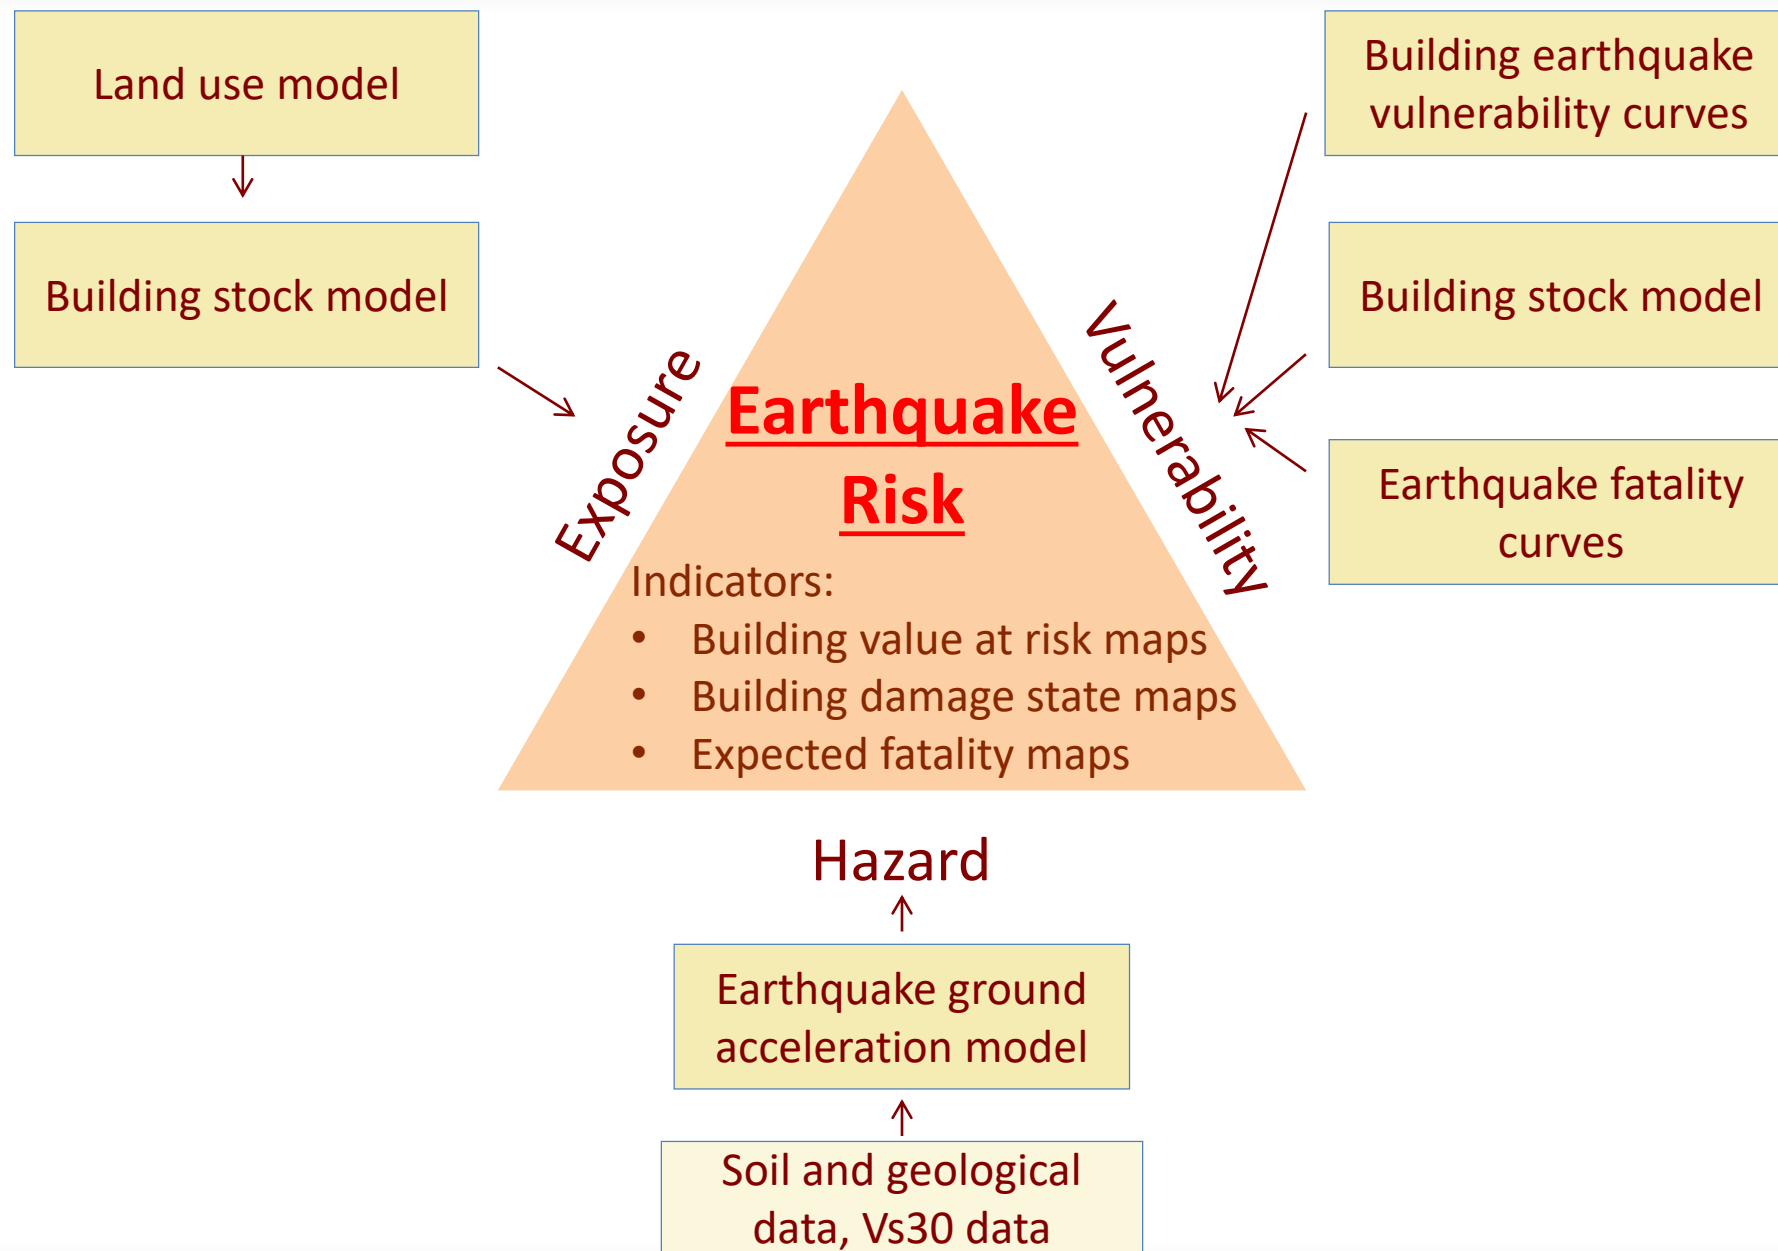 Land use model
Building stock model
Exposure
Earthquake
Risk
Indicators:
• Building value at risk maps
• Building damage state maps
• Expected fatality maps
Vulnerability
Building earthquake
vulnerability curves
Building stock model
Earthquake fatality
curves
Hazard
Earthquake ground
acceleration model
Soil and geological
data, Vs30 data